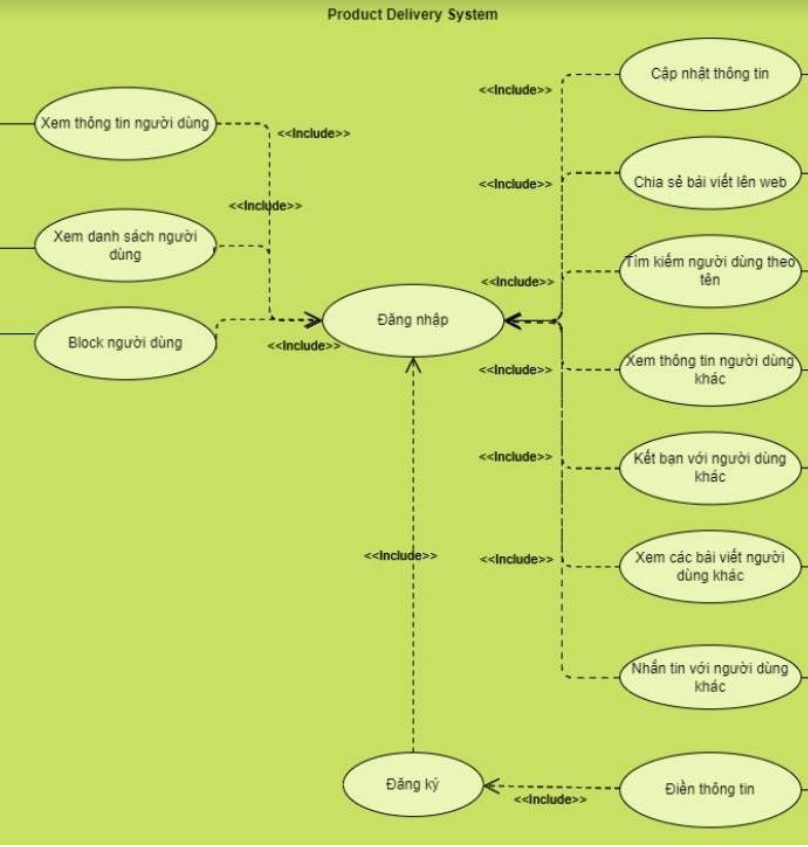 Product Delivery System
Cập nhật thông tin
<<Include>>
Xem thông tin người dùng
<<Include>>
Chia sẻ bài viết lên web
<<Include>>
<<Include>>
Xem danh sách người
dùng
Tìm kiếm người dùng theo
tên
<<Include>>
Đăng nhập
Block người dùng
<<Include>>
Xem thông tin người dùng
khác
<<Include>>
Kết bạn với người dùng
khác
<<Include>>
<<Include>>
<<Include>>
Xem các bài viết người
dùng khác
Nhắn tin với người dùng
khác
Đăng ký
<<Include>>
Điền thông tin